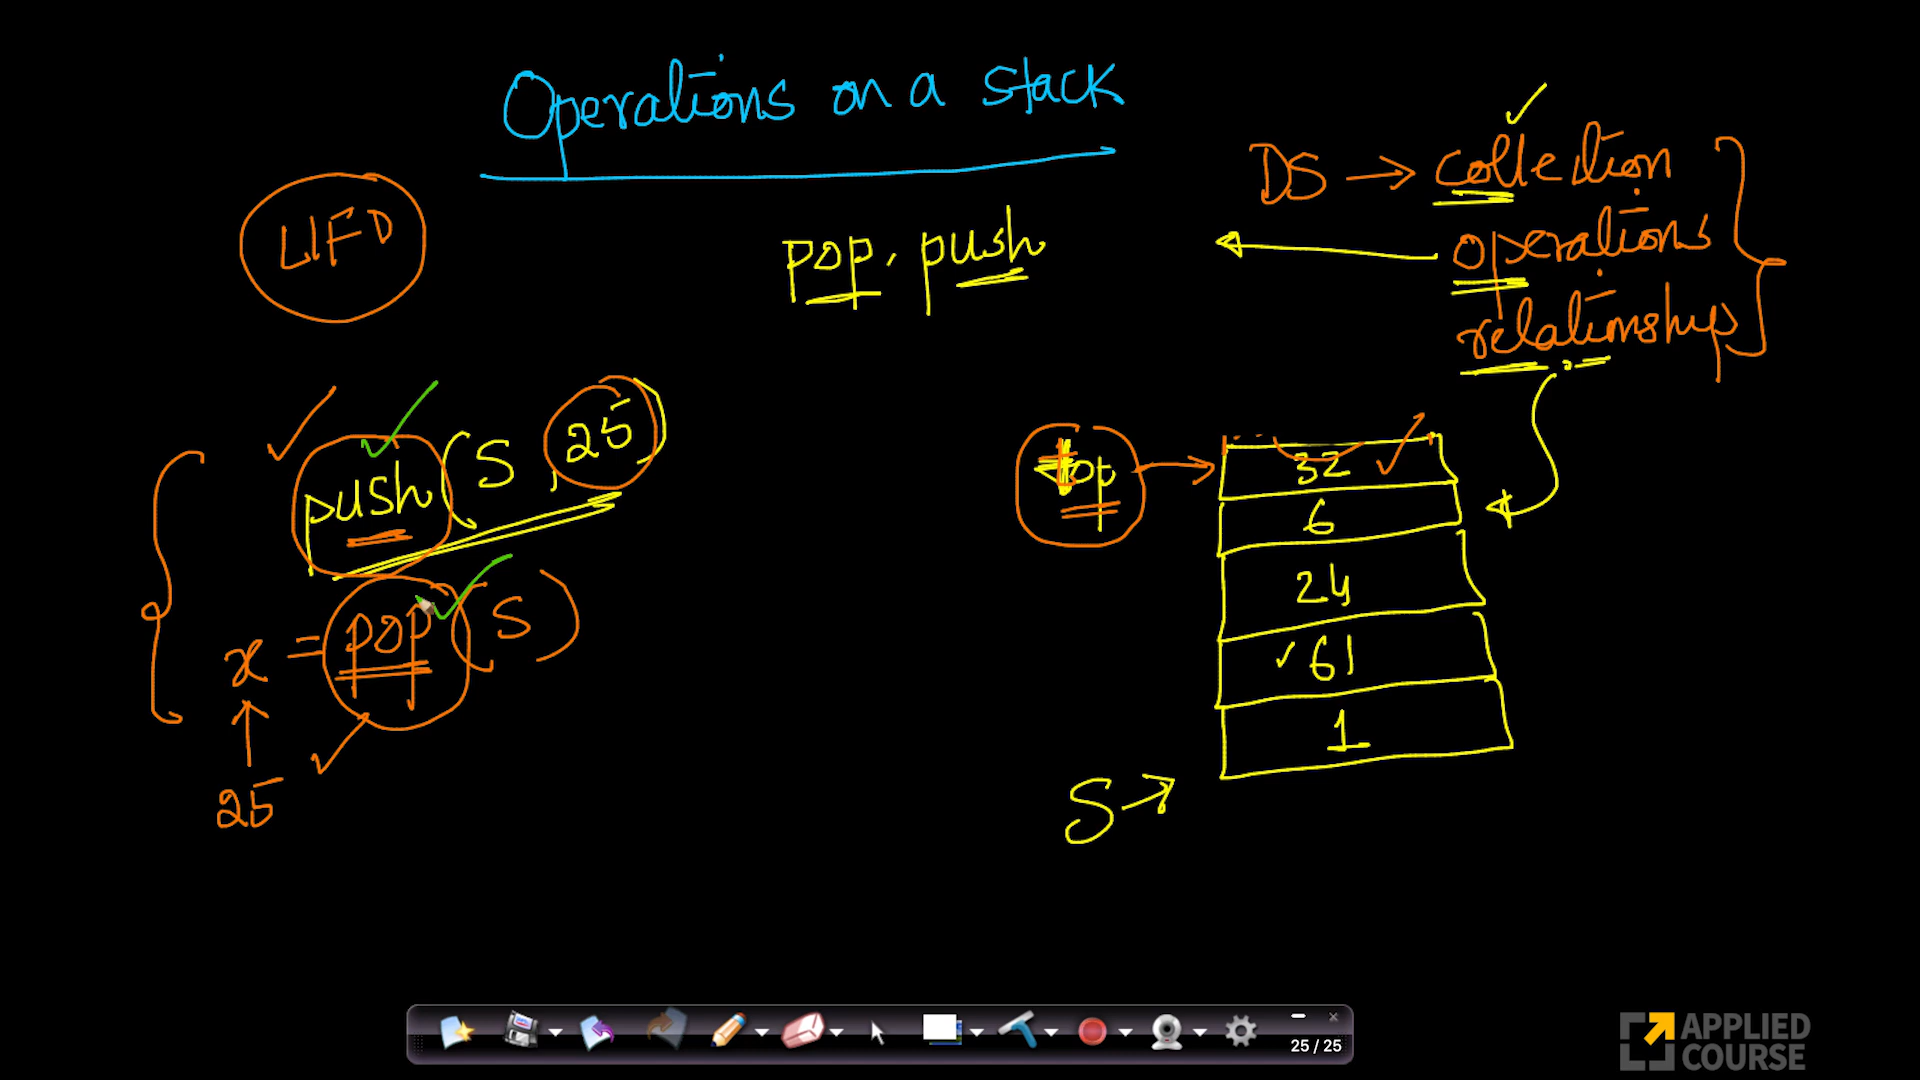 Operations on a stack
DS → collection
operations
relationship
LIFO
pop, push
push(S, 25)
x = pop(S)
25
top →
32
6
24
61
1
S →
25 / 25
APPLIED
COURSE